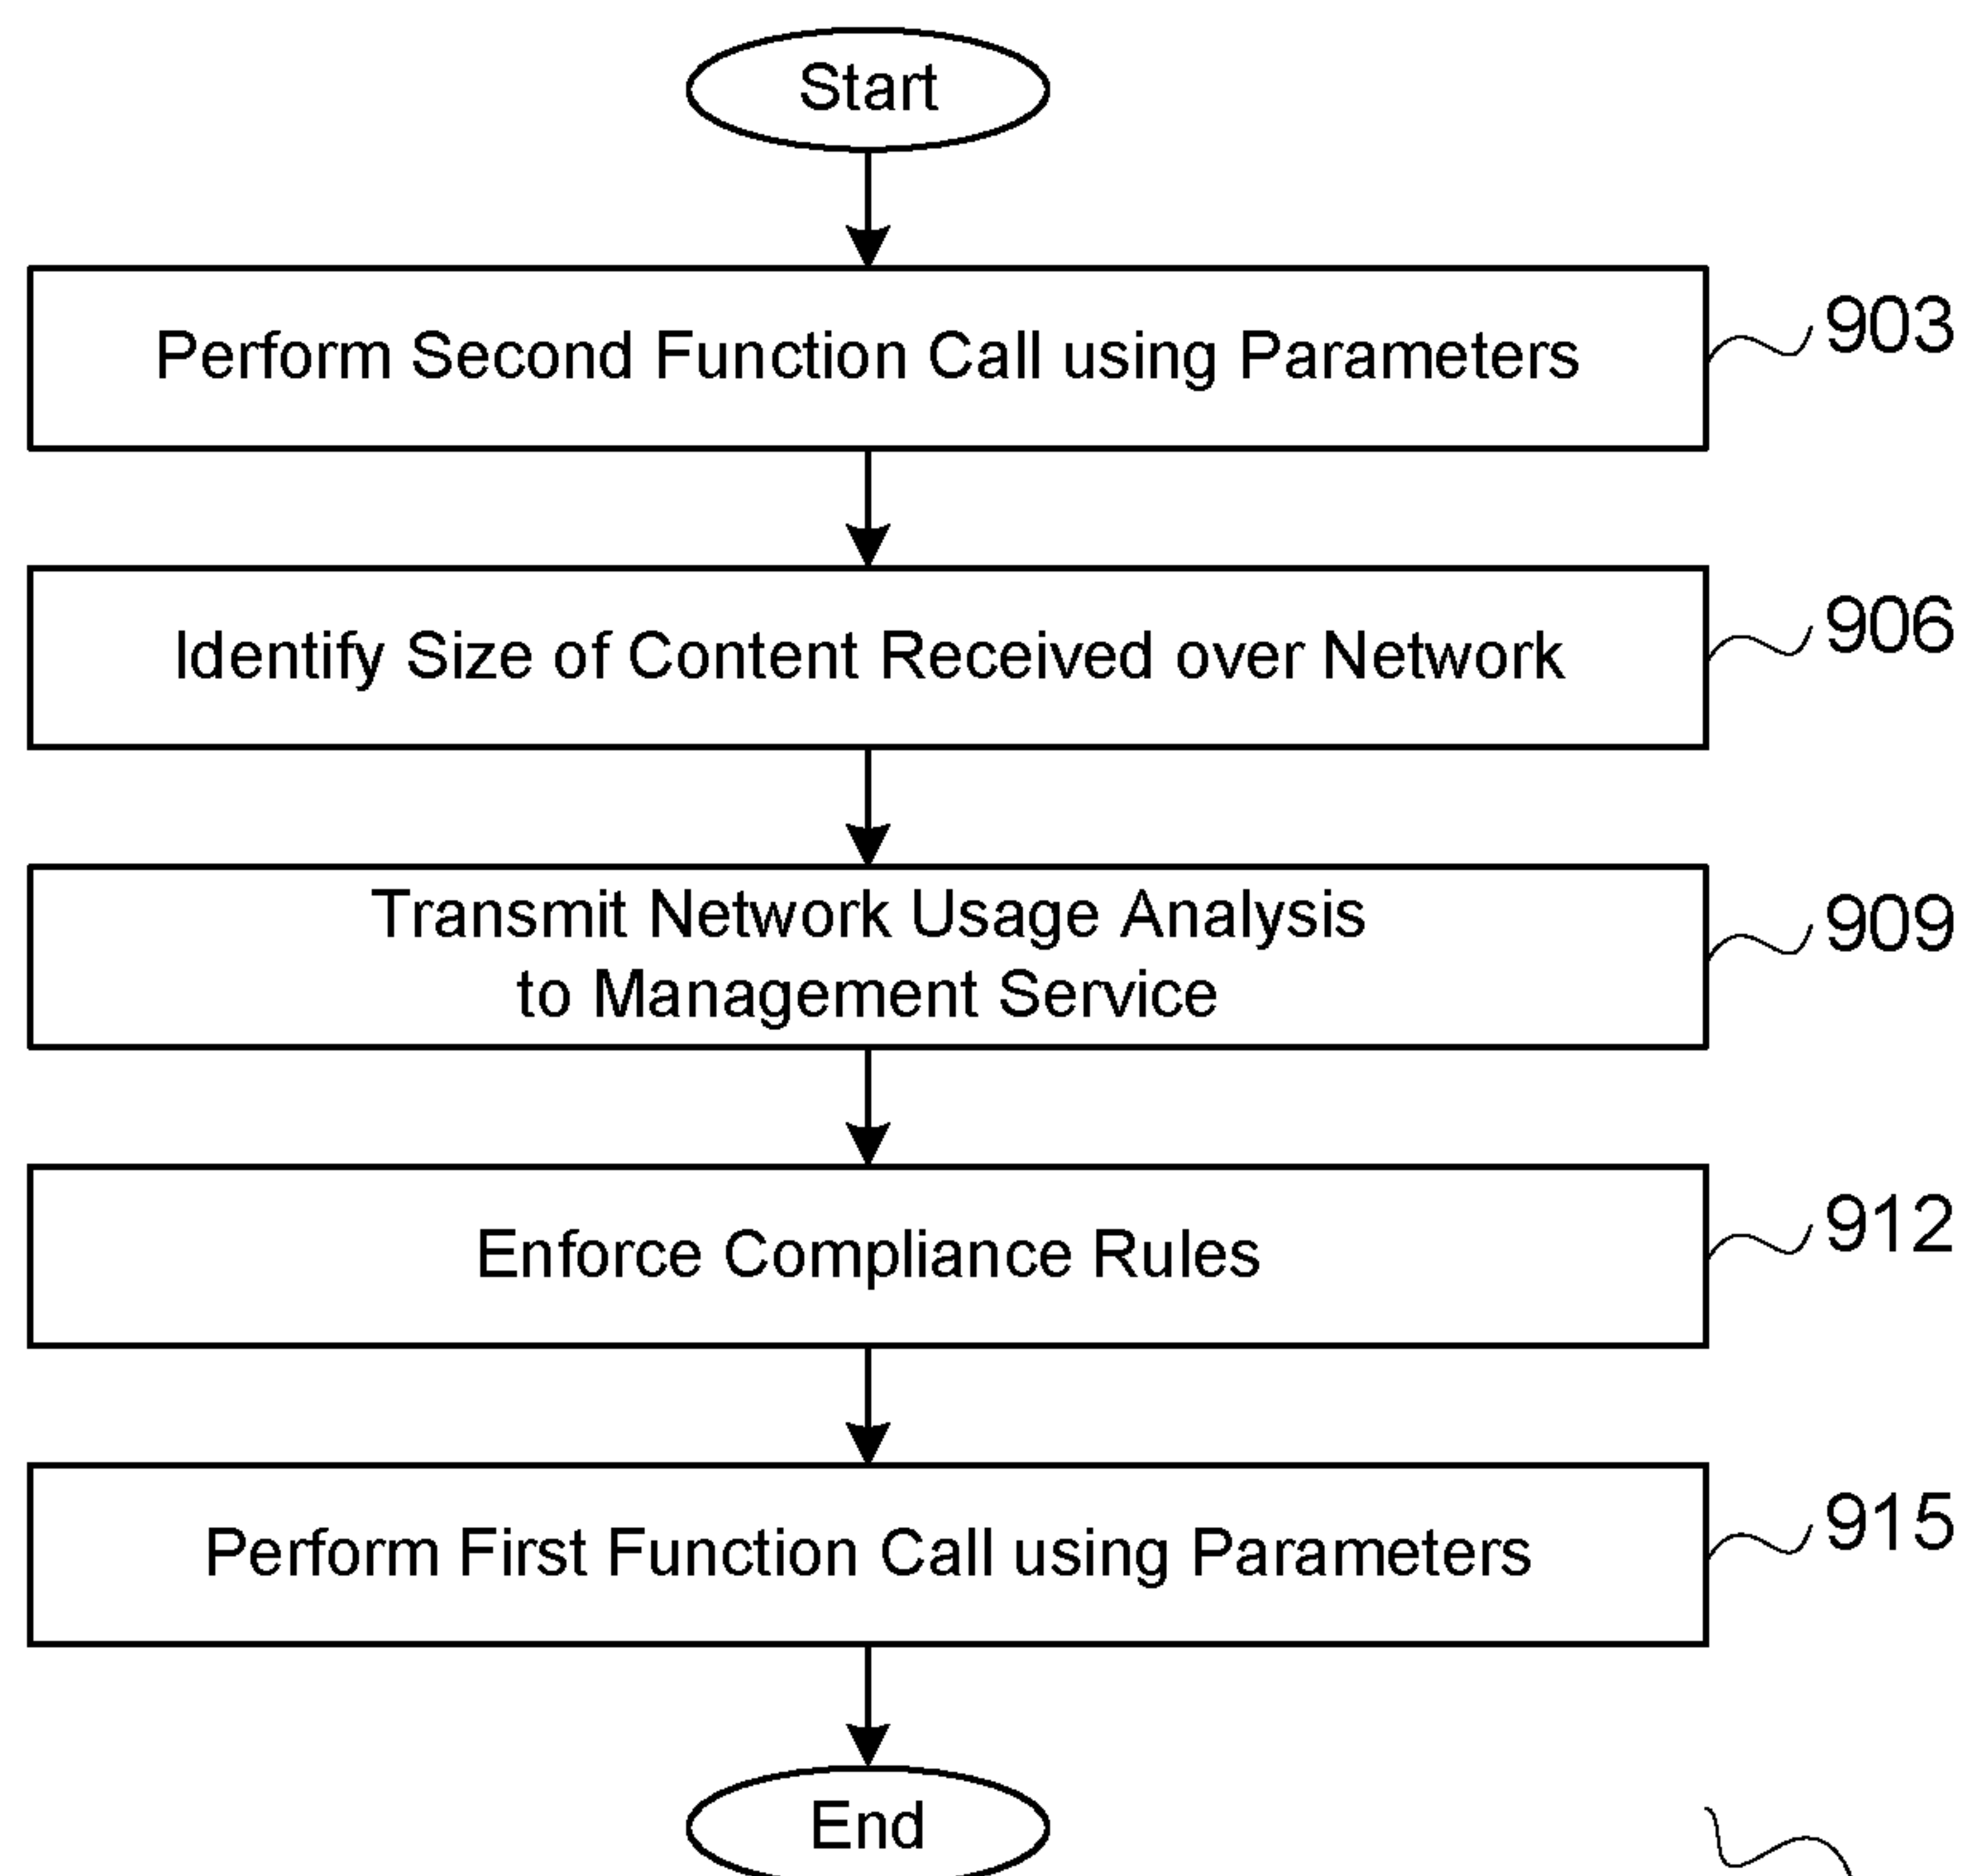 Start
Perform Second Function Call using Parameters
903
Identify Size of Content Received over Network
906
Transmit Network Usage Analysis
to Management Service
909
Enforce Compliance Rules
912
Perform First Function Call using Parameters
915
End